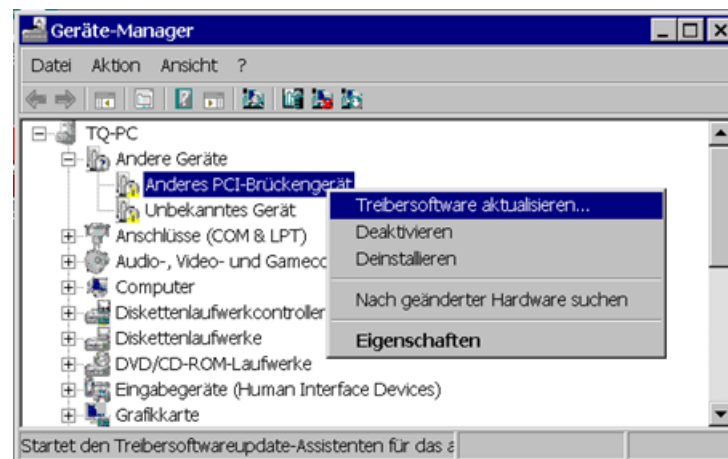 Geräte-Manager
Datei Aktion Ansicht ?
TQ-PC
Andere Geräte
Anderes PCI-Brückengerät
Unbekanntes Gerät
Anschlüsse (COM & LPT)
Audio-, Video- und Gamecc
Computer
Diskettenlaufwerkcontroller
Diskettenlaufwerke
DVD/CD-ROM-Laufwerke
Eingabegeräte (Human Interface Devices)
Grafikkarte
Treibersoftware aktualisieren...
Deaktivieren
Deinstallieren
Nach geänderter Hardware suchen
Eigenschaften
Startet den Treibersoftwareupdate-Assistenten für das a